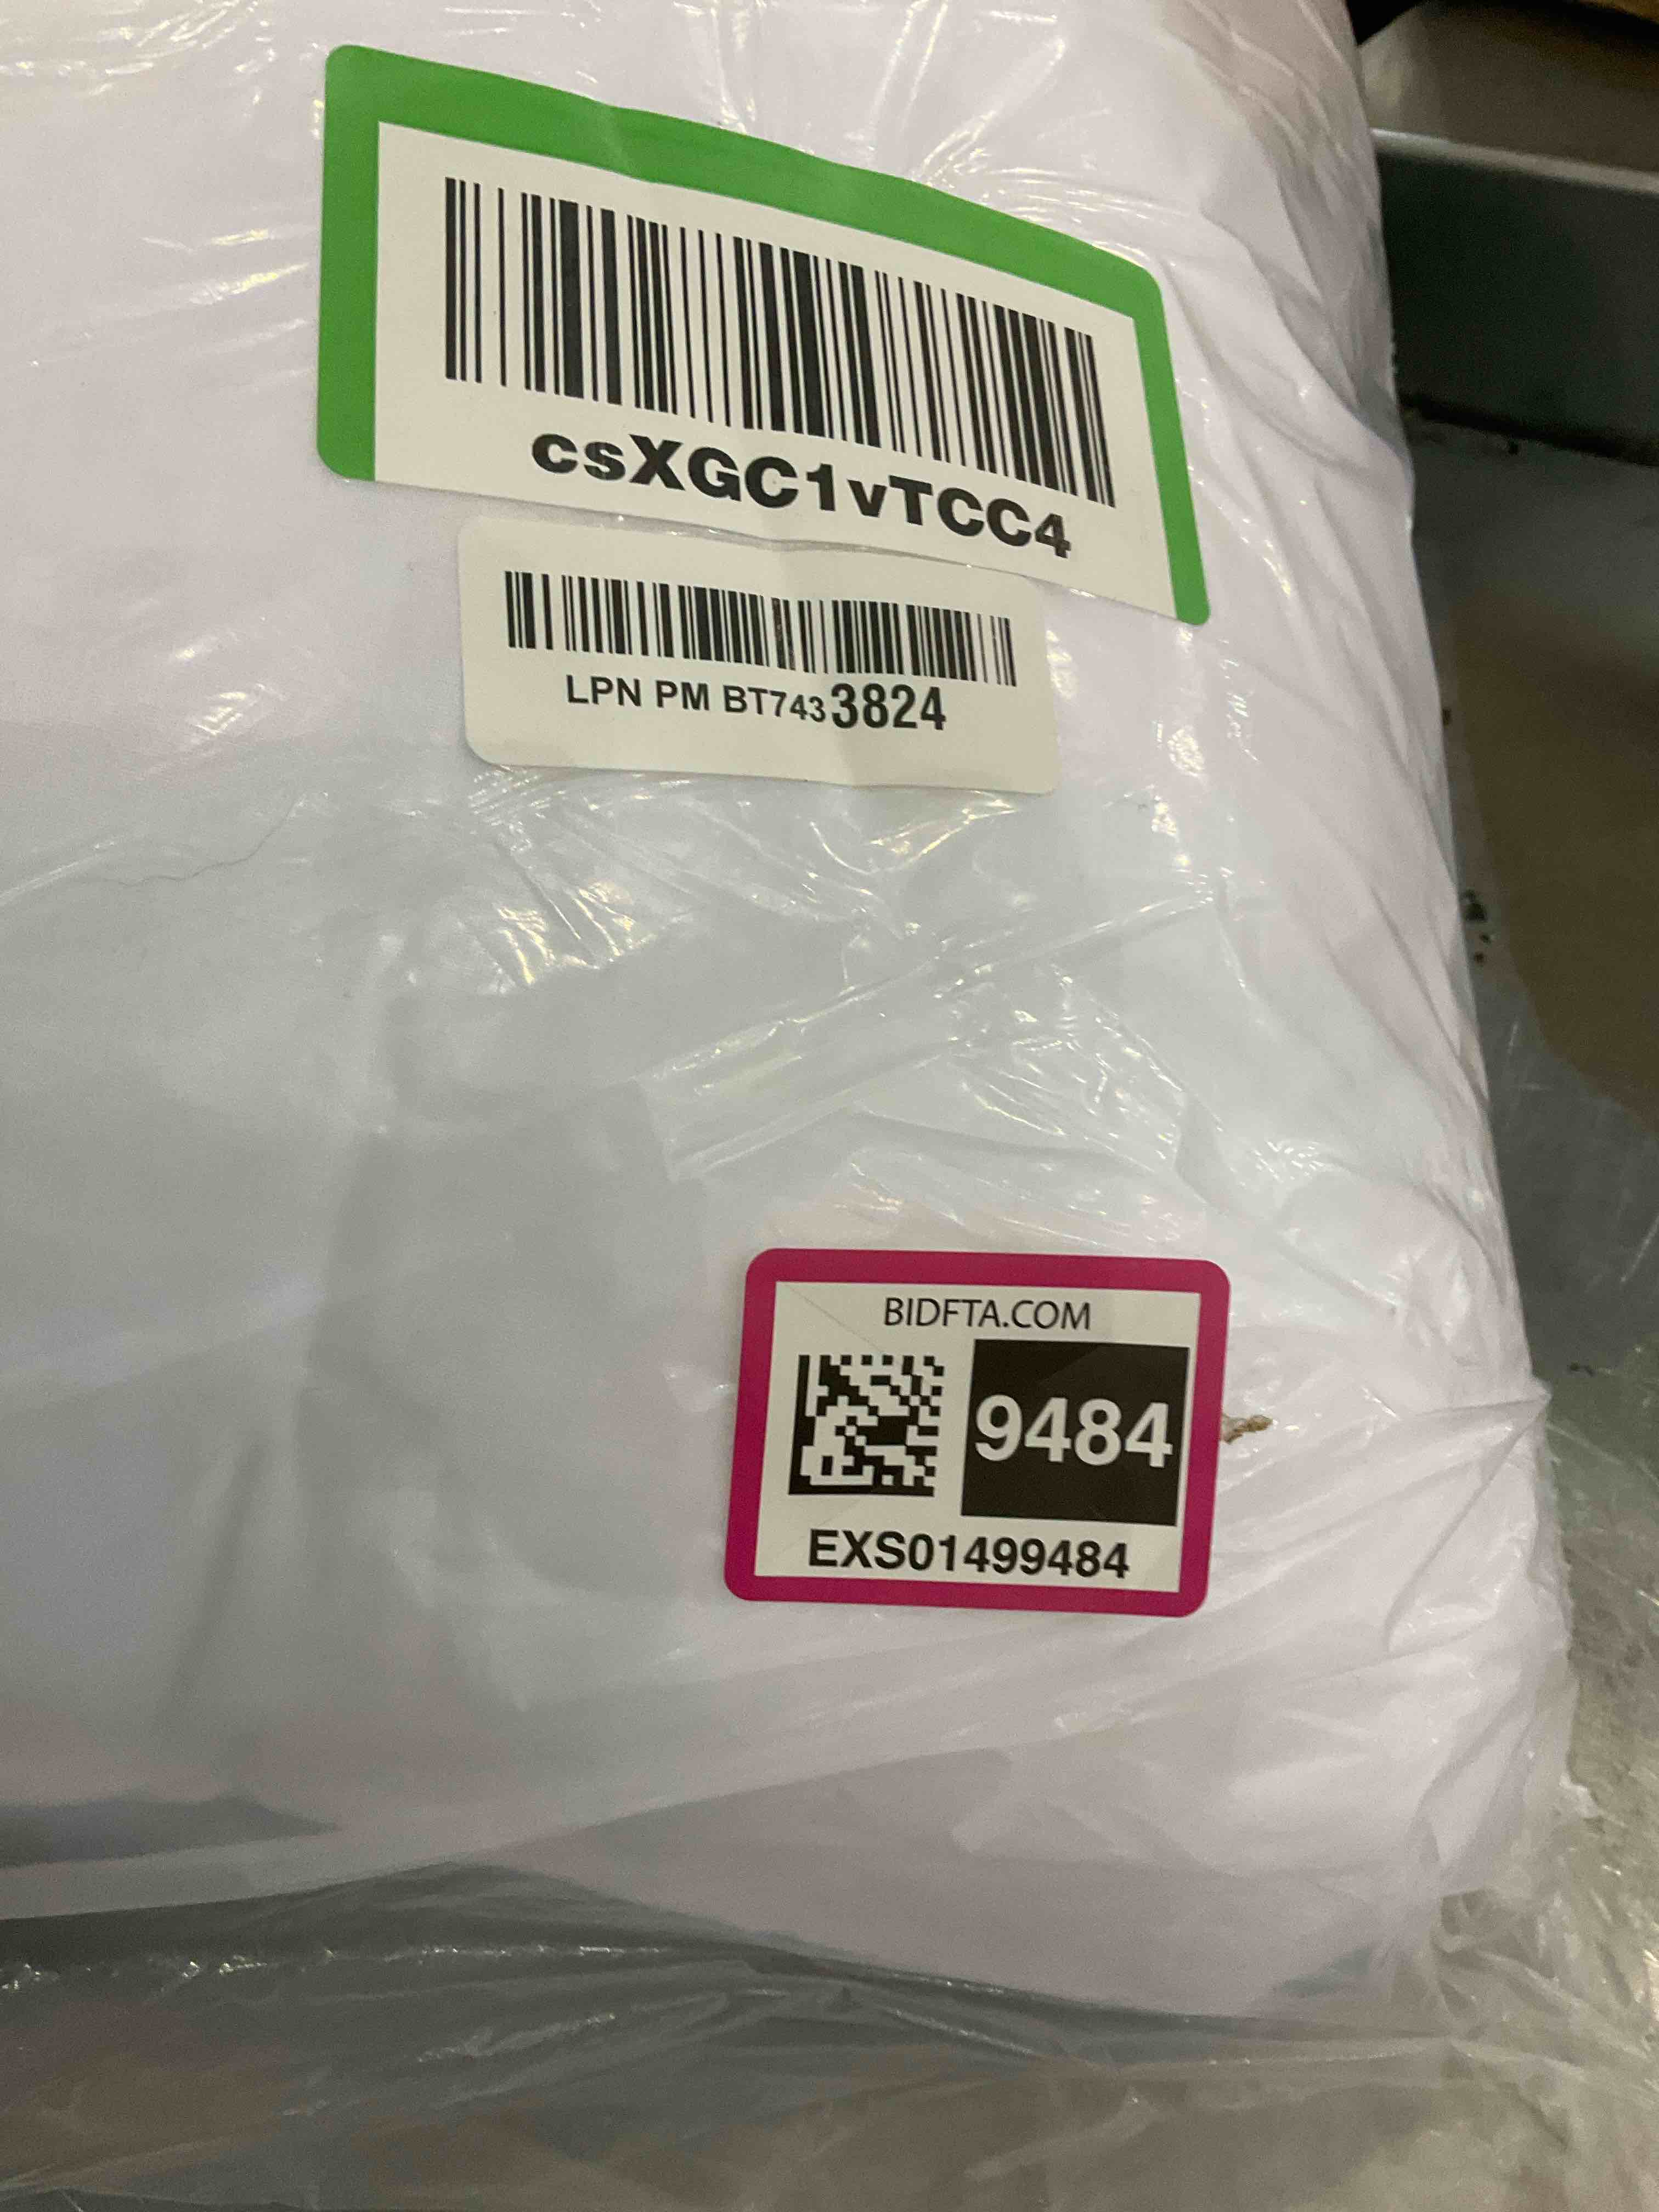 csXGC1vTCC4
LPN PM BT7433824
BIDFTA.COM
9484
EXS01499484